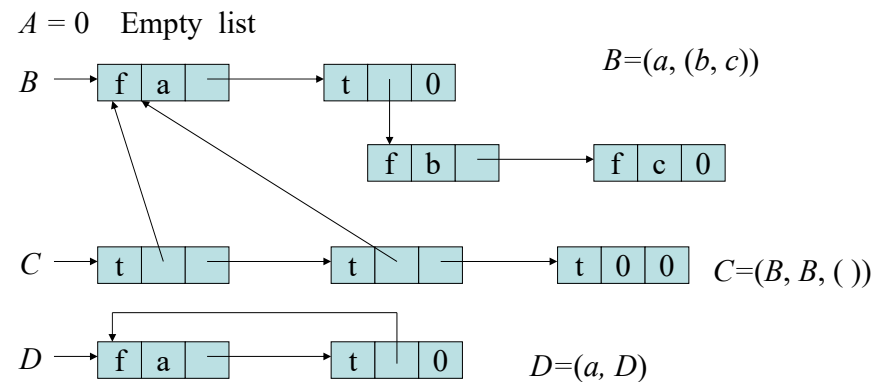 A = 0 Empty list
B f a t 0 B=(a, (b, c))
f b f c 0
C t t t 0 0 C=(B, B, ( ))
D f a t 0 D=(a, D)